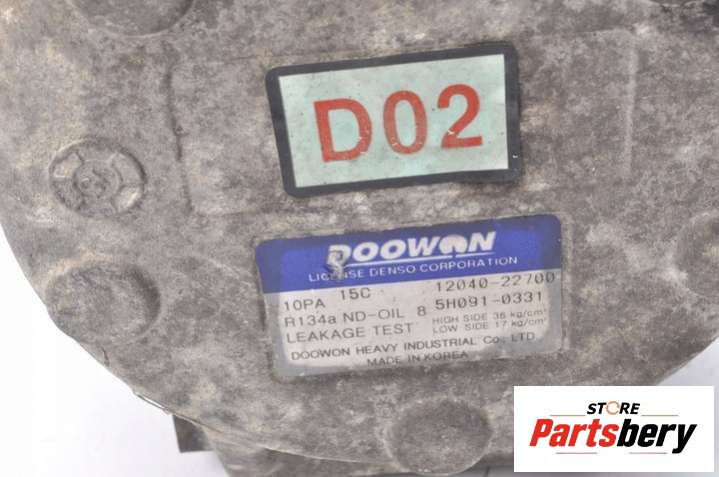 D02
DOOWON
LICENSE DENSO CORPORATION
10PA 15C 12040-22700
R134a ND-OIL 8 5H091-0331
LEAKAGE TEST HIGH SIDE 36 kg/cm²
LOW SIDE 17 kg/cm²
DOOWON HEAVY INDUSTRIAL Co., LTD
MADE IN KOREA
STORE
Partsbery